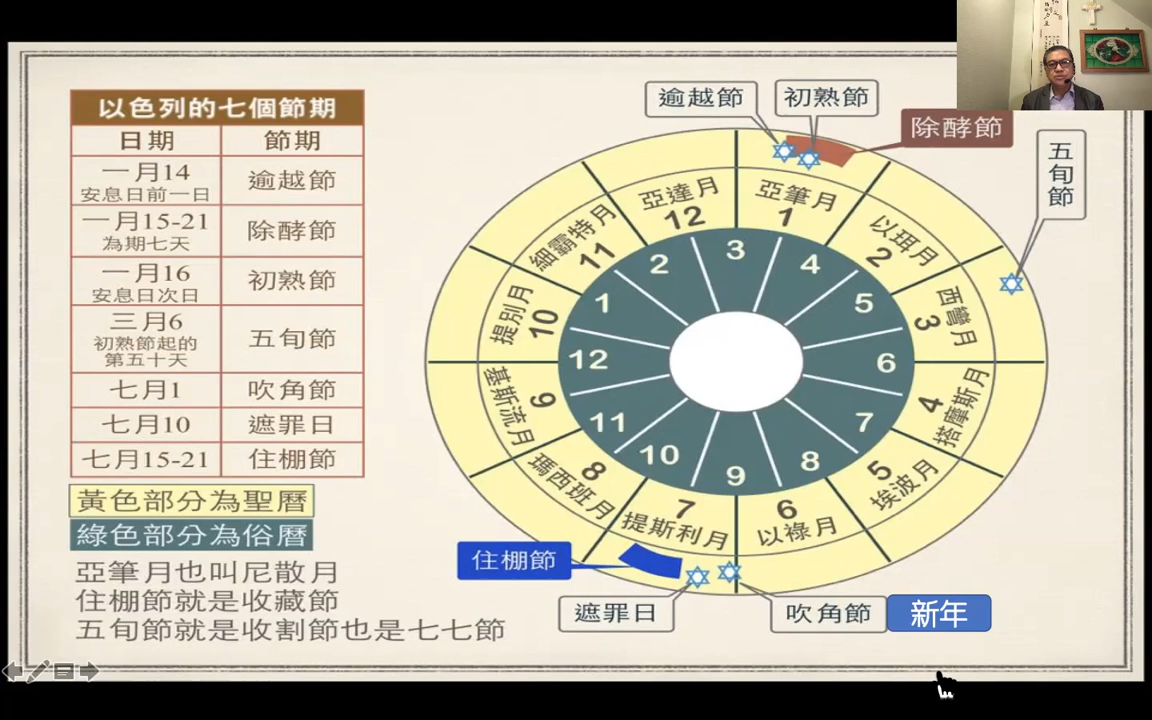 以色列的七個節期
日期 節期
一月14 逾越節
安息日前一日
一月15-21 除酵節
為期七天
一月16 初熟節
安息日次日
三月6 五旬節
初熟節起的
第五十天
七月1 吹角節
七月10 遮罪日
七月15-21 住棚節
黃色部分為聖曆
綠色部分為俗曆
亞筆月也叫尼散月
住棚節就是收藏節
五旬節就是收割節也是七七節
逾越節
初熟節
除酵節
五旬節
亞筆月
1
以珥月
2
西彎月
3
搭摩斯月
4
埃波月
5
以祿月
6
提斯利月
7
瑪西班月
8
基斯流月
9
提別月
10
細霸特月
11
亞達月
12
3
4
5
6
7
8
9
10
11
12
1
2
住棚節
遮罪日
吹角節
新年